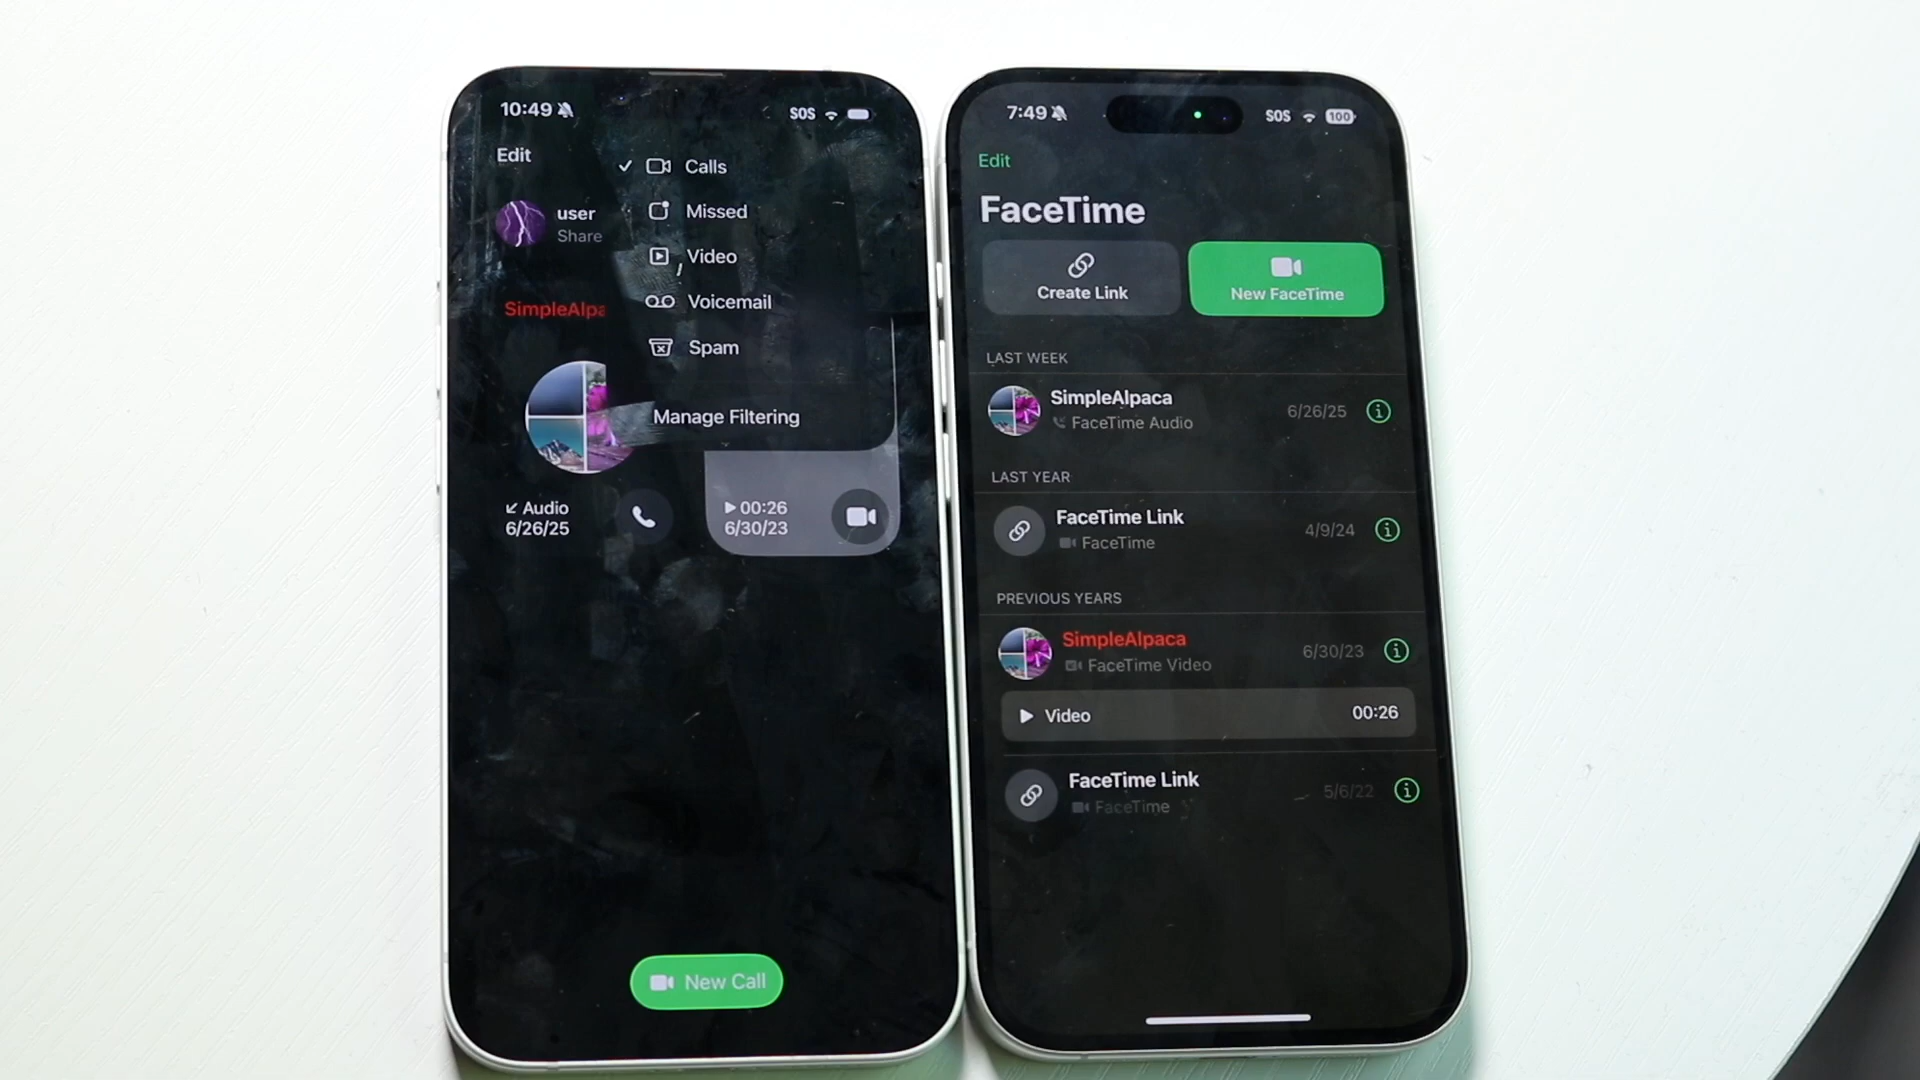 10:49
SOS
Edit
Calls
Missed
Video
Voicemail
Spam
Manage Filtering
user
Share
SimpleAlpa
Audio
6/26/25
00:26
6/30/23
New Call
7:49
SOS
100
Edit
FaceTime
Create Link
New FaceTime
LAST WEEK
SimpleAlpaca
FaceTime Audio
6/26/25
LAST YEAR
FaceTime Link
FaceTime
4/9/24
PREVIOUS YEARS
SimpleAlpaca
FaceTime Video
6/30/23
Video
00:26
FaceTime Link
FaceTime
5/6/22